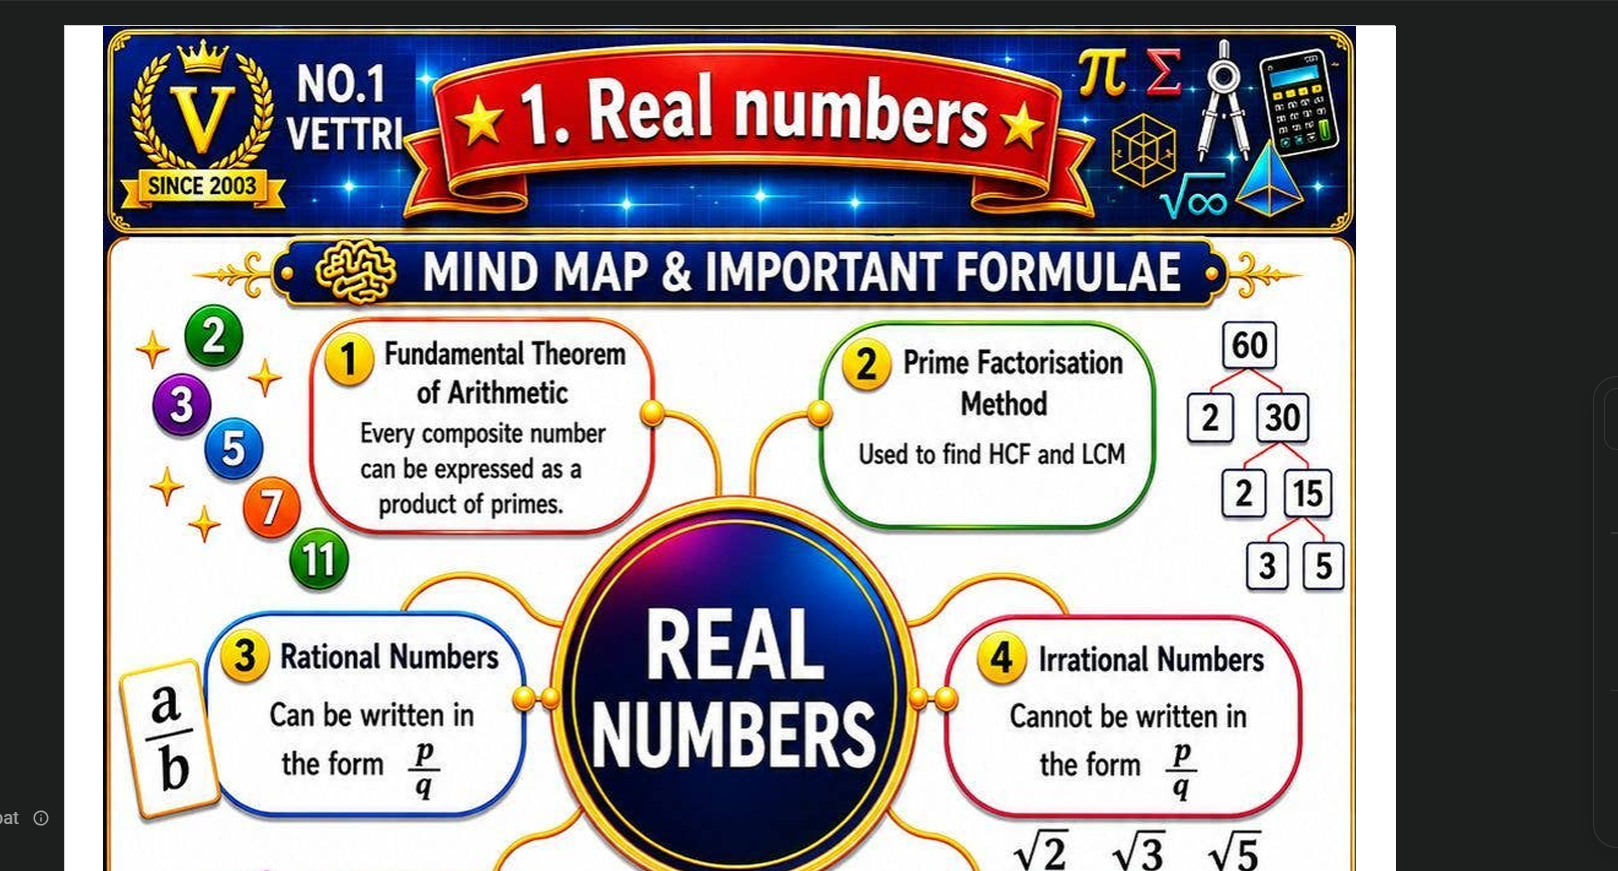 V
NO.1
VETTRI
SINCE 2003
1. Real numbers
π Σ
√∞
MIND MAP & IMPORTANT FORMULAE
2
3
5
7
11
1 Fundamental Theorem
of Arithmetic
Every composite number
can be expressed as a
product of primes.
2 Prime Factorisation
Method
Used to find HCF and LCM
60
2 30
2 15
3 5
REAL
NUMBERS
a
b
3 Rational Numbers
Can be written in
the form p/q
4 Irrational Numbers
Cannot be written in
the form p/q
√2 √3 √5